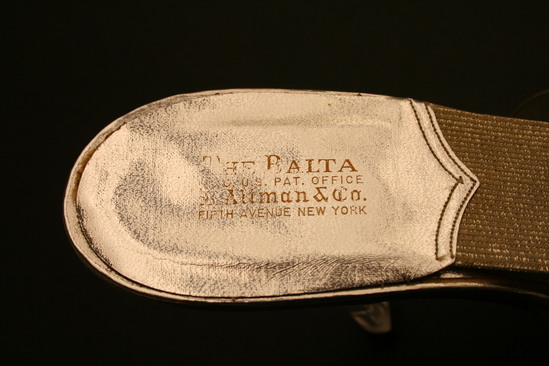 THE BALTA
U.S. PAT. OFFICE
Altman & Co.
FIFTH AVENUE NEW YORK